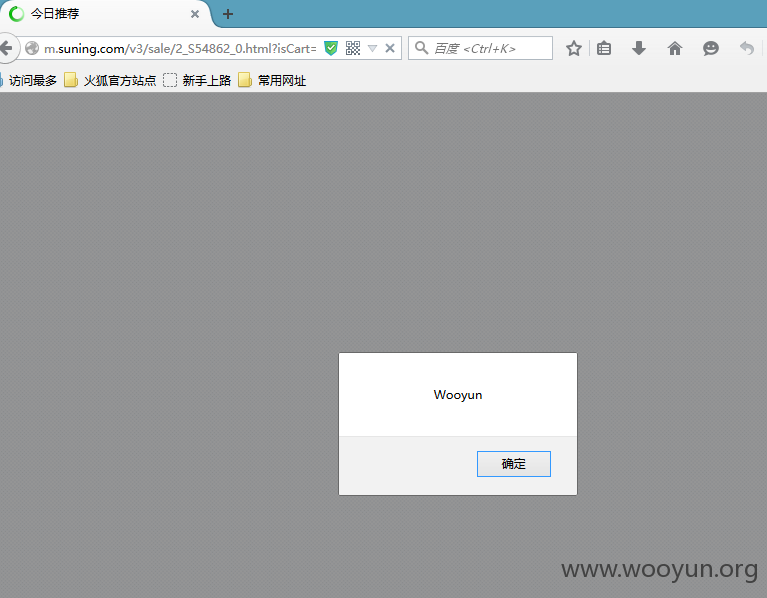 今日推荐
m.suning.com/v3/sale/2_S54862_0.html?isCart=
百度 <Ctrl+K>
访问最多 火狐官方站点 新手上路 常用网址
Wooyun
确定
www.wooyun.org